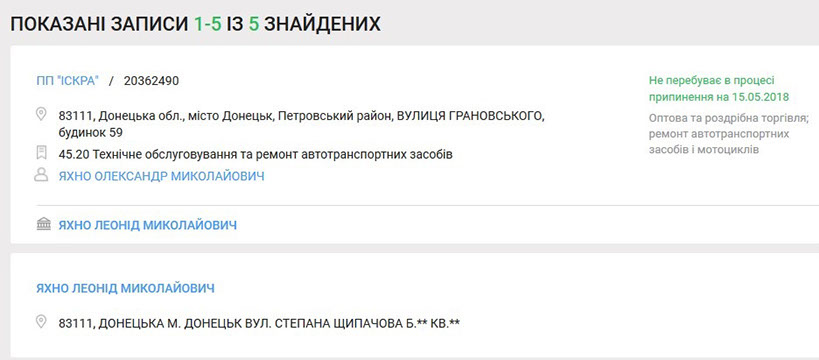 ПОКАЗАНІ ЗАПИСИ 1-5 ІЗ 5 ЗНАЙДЕНИХ
ПП "ІСКРА" / 20362490
Не перебуває в процесі
припинення на 15.05.2018
Оптова та роздрібна торгівля;
ремонт автотранспортних
засобів і мотоциклів
83111, Донецька обл., місто Донецьк, Петровський район, ВУЛИЦЯ ГРАНОВСЬКОГО,
будинок 59
45.20 Технічне обслуговування та ремонт автотранспортних засобів
ЯХНО ОЛЕКСАНДР МИКОЛАЙОВИЧ
ЯХНО ЛЕОНІД МИКОЛАЙОВИЧ
ЯХНО ЛЕОНІД МИКОЛАЙОВИЧ
83111, ДОНЕЦЬКА М. ДОНЕЦЬК ВУЛ. СТЕПАНА ЩИПАЧОВА Б.** КВ.**